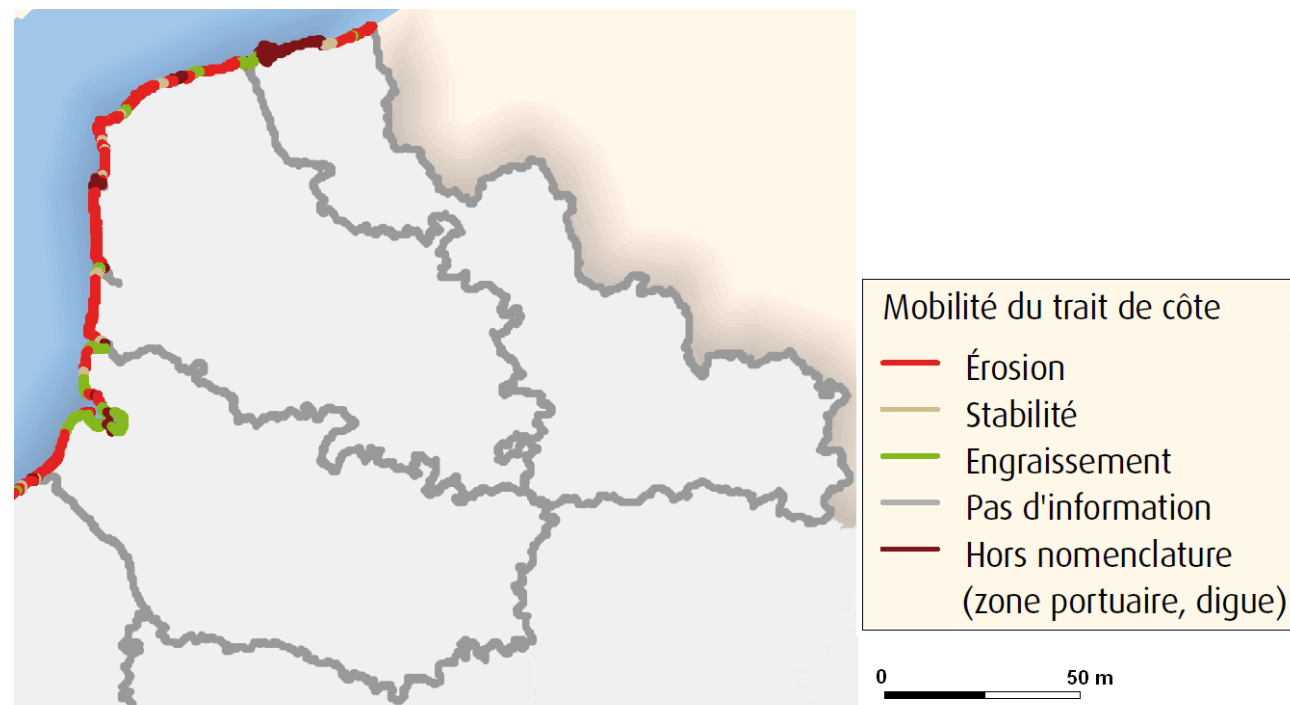 Mobilité du trait de côte
Érosion
Stabilité
Engraissement
Pas d'information
Hors nomenclature
(zone portuaire, digue)
0 50 m